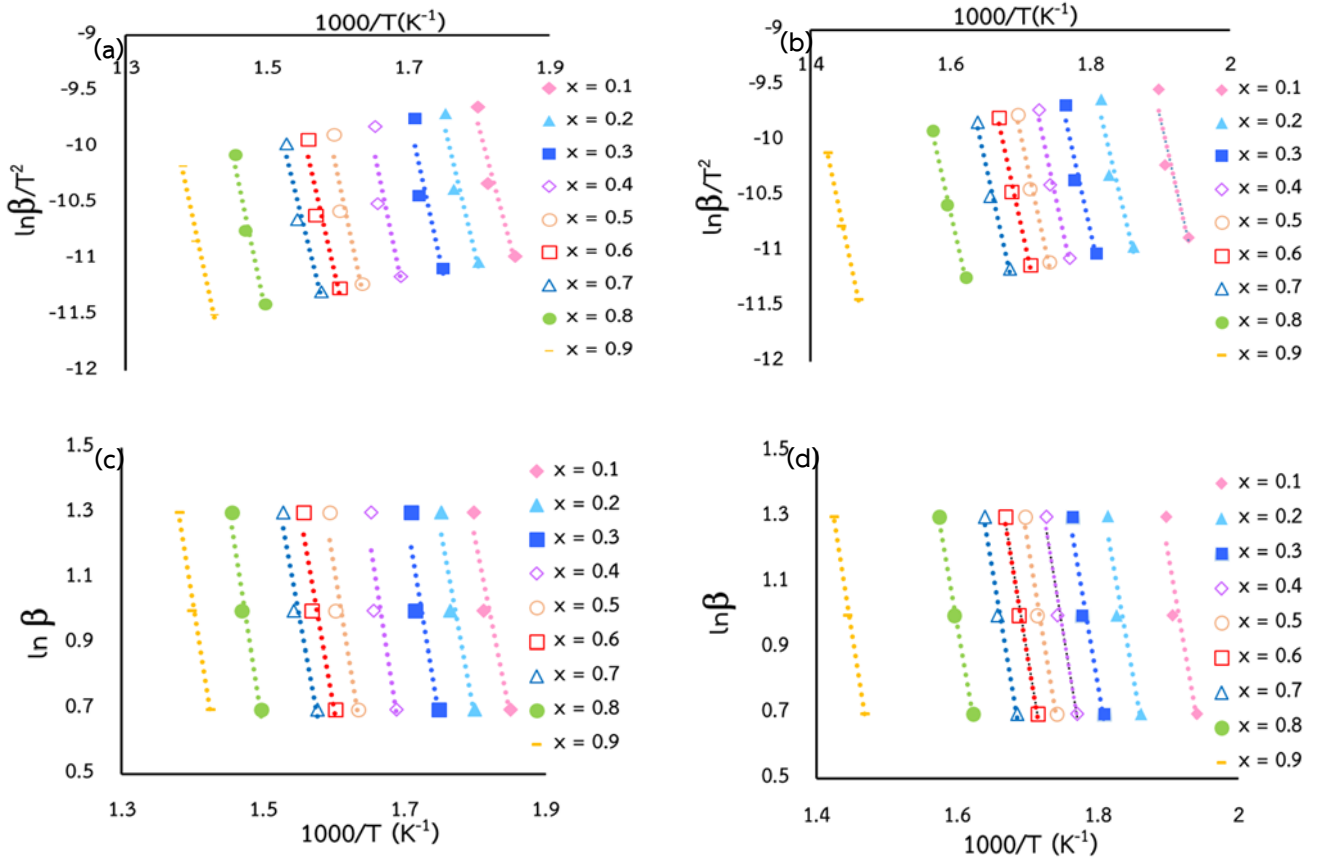 1000/T(K-1)
-9
(a)
1.3 1.5 1.7 1.9
-9.5
-10
-10.5
-11
-11.5
-12
lnβ/T2
x = 0.1
x = 0.2
x = 0.3
x = 0.4
x = 0.5
x = 0.6
x = 0.7
x = 0.8
x = 0.9
1000/T(K-1)
-9
(b)
1.4 1.6 1.8 2
-9.5
-10
-10.5
-11
-11.5
-12
lnβ/T2
x = 0.1
x = 0.2
x = 0.3
x = 0.4
x = 0.5
x = 0.6
x = 0.7
x = 0.8
x = 0.9
1.5
(c)
1.3
1.1
0.9
0.7
0.5
ln β
x = 0.1
x = 0.2
x = 0.3
x = 0.4
x = 0.5
x = 0.6
x = 0.7
x = 0.8
x = 0.9
1.3 1.5 1.7 1.9
1000/T (K-1)
1.5
(d)
1.3
1.1
0.9
0.7
0.5
lnβ
x = 0.1
x = 0.2
x = 0.3
x = 0.4
x = 0.5
x = 0.6
x = 0.7
x = 0.8
x = 0.9
1.4 1.6 1.8 2
1000/T (K-1)